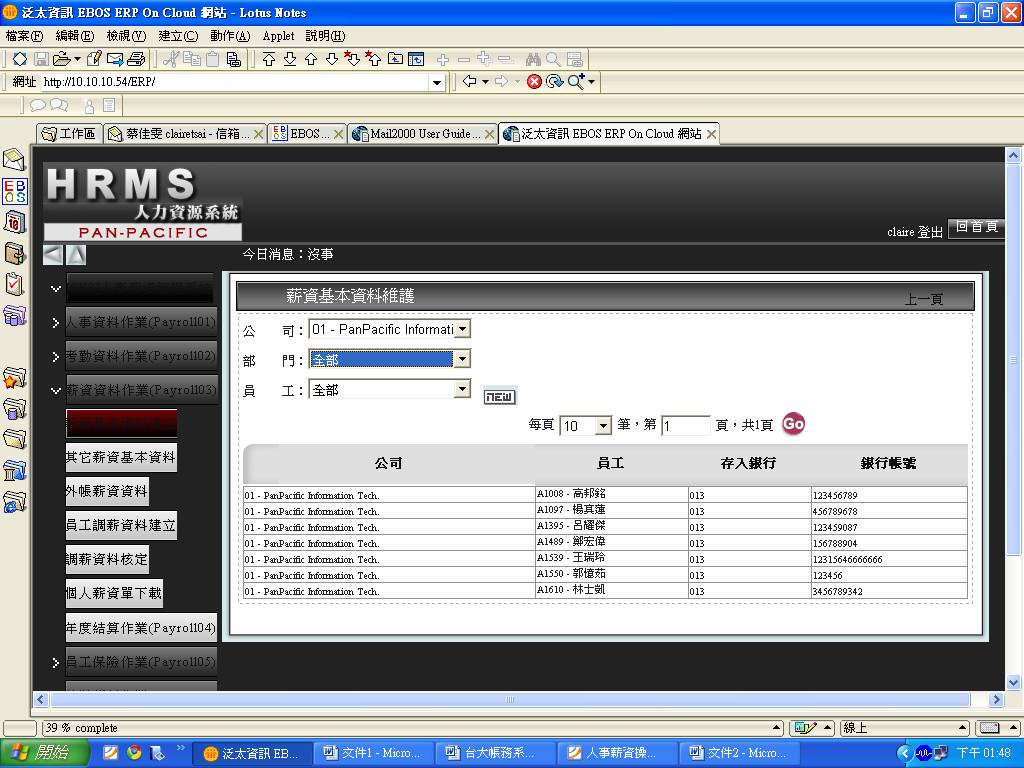 泛太資訊 EBOS ERP On Cloud 網站 - Lotus Notes
檔案(F) 編輯(E) 檢視(V) 建立(C) 動作(A) Applet 說明(H)
網址 http://10.10.10.54/ERP/
工作區 蔡佳雯 clairetsai - 信箱... EBOS... Mail2000 User Guide... 泛太資訊 EBOS ERP On Cloud 網站
HRMS
人力資源系統
PAN-PACIFIC
claire 登出 回首頁
今日消息：沒事
薪資基本資料維護 上一頁
人事資料作業(Payroll01)
考勤資料作業(Payroll02)
薪資資料作業(Payroll03)
其它薪資基本資料
外帳薪資資料
員工調薪資料建立
調薪資料核定
個人薪資單下載
年度結算作業(Payroll04)
員工保險作業(Payroll05)
公 司： 01 - PanPacific Informati
部 門： 全部
員 工： 全部 NEW
每頁 10 筆，第 1 頁，共1頁 Go
公司 員工 存入銀行 銀行帳號
01 - PanPacific Information Tech. A1008 - 高邦銘 013 123456789
01 - PanPacific Information Tech. A1097 - 楊真蓮 013 456789678
01 - PanPacific Information Tech. A1395 - 呂耀傑 013 123459087
01 - PanPacific Information Tech. A1489 - 鄭宏偉 013 156788904
01 - PanPacific Information Tech. A1539 - 王瑞玲 013 12315646666666
01 - PanPacific Information Tech. A1550 - 郭憶茹 013 123456
01 - PanPacific Information Tech. A1610 - 林士凱 013 3456789342
39 % complete 線上
開始 泛太資訊 EB... 文件1 - Micro... 台大帳務系... 人事薪資操... 文件2 - Micro... 下午 01:48